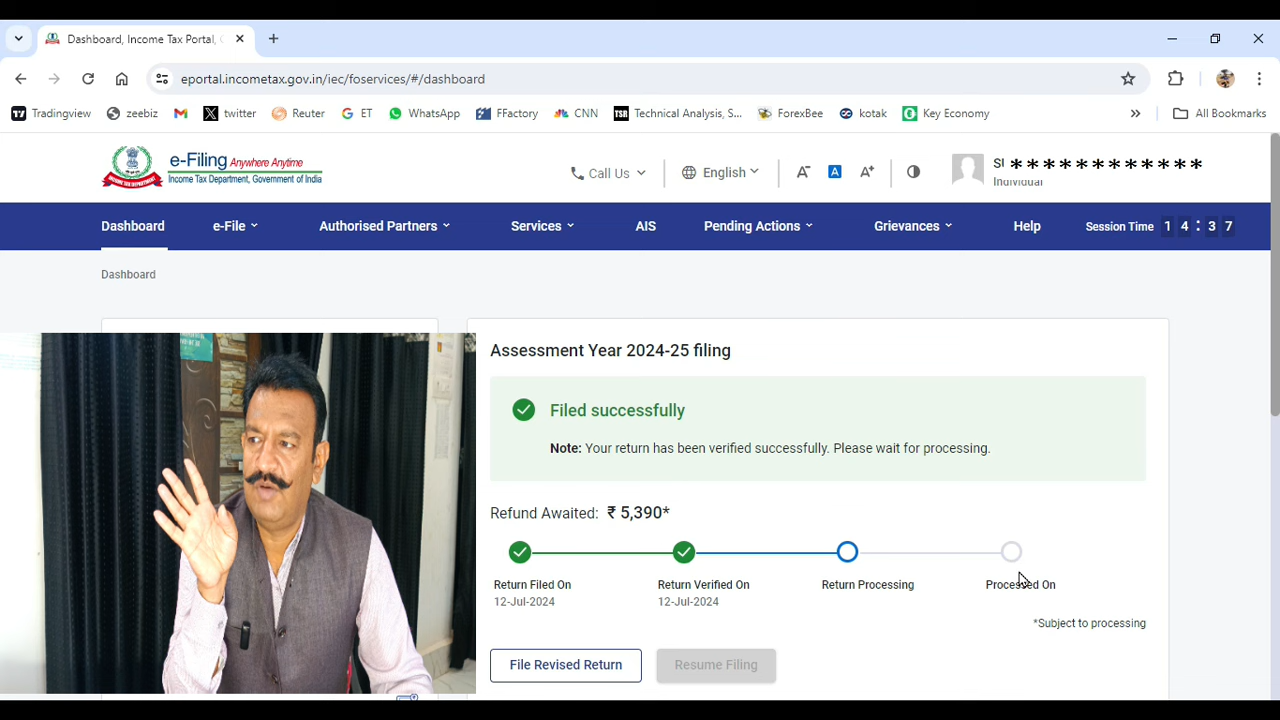 Dashboard, Income Tax Portal,
eportal.incometax.gov.in/iec/foservices/#/dashboard
Tradingview zeebiz twitter Reuter ET WhatsApp FFactory CNN Technical Analysis, S... ForexBee kotak Key Economy » All Bookmarks
e-Filing Anywhere Anytime
Income Tax Department, Government of India
Call Us English A- A A+ SI ************
Individual
Dashboard e-File Authorised Partners Services AIS Pending Actions Grievances Help Session Time 14:37
Dashboard
Assessment Year 2024-25 filing
Filed successfully
Note: Your return has been verified successfully. Please wait for processing.
Refund Awaited: ₹ 5,390*
Return Filed On Return Verified On Return Processing Processed On
12-Jul-2024 12-Jul-2024
*Subject to processing
File Revised Return Resume Filing